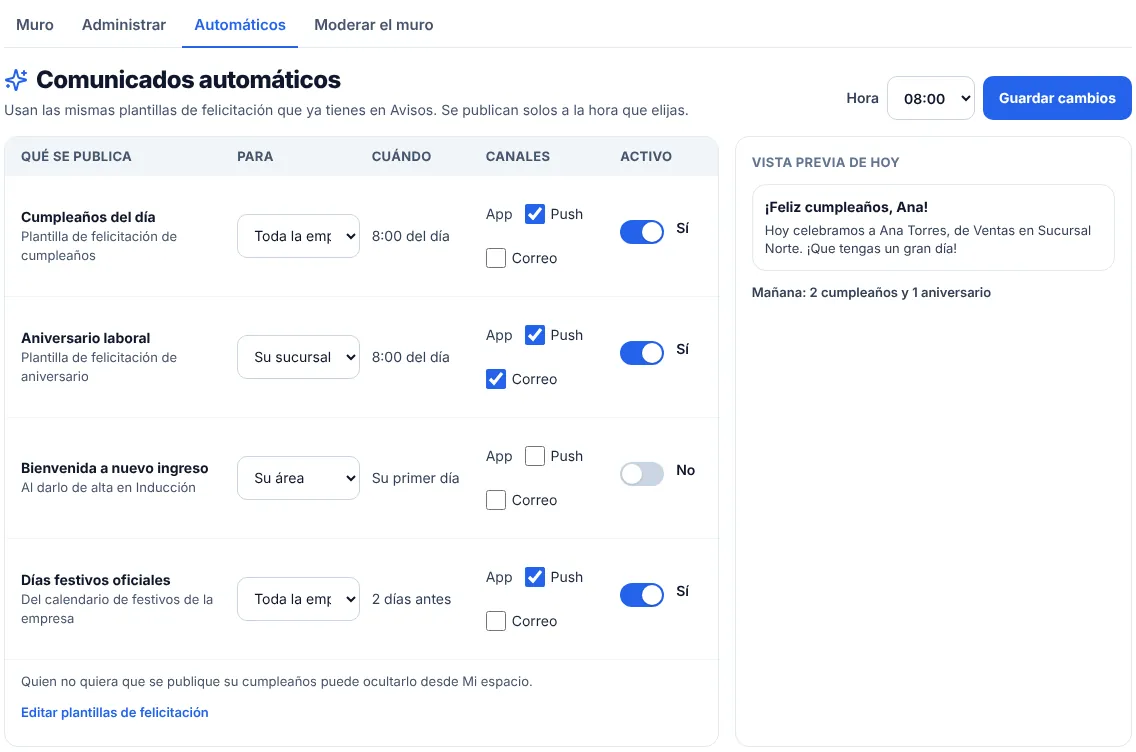 Muro Administrar Automáticos Moderar el muro
Comunicados automáticos
Usan las mismas plantillas de felicitación que ya tienes en Avisos. Se publican solos a la hora que elijas.
Hora 08:00 Guardar cambios
QUÉ SE PUBLICA PARA CUÁNDO CANALES ACTIVO
Cumpleaños del día
Plantilla de felicitación de
cumpleaños
Toda la emp
8:00 del día
App Push
Correo
Sí
Aniversario laboral
Plantilla de felicitación de
aniversario
Su sucursal
8:00 del día
App Push
Correo
Sí
Bienvenida a nuevo ingreso
Al darlo de alta en Inducción
Su área
Su primer día
App Push
Correo
No
Días festivos oficiales
Del calendario de festivos de la
empresa
Toda la emp
2 días antes
App Push
Correo
Sí
Quien no quiera que se publique su cumpleaños puede ocultarlo desde Mi espacio.
Editar plantillas de felicitación
VISTA PREVIA DE HOY
¡Feliz cumpleaños, Ana!
Hoy celebramos a Ana Torres, de Ventas en Sucursal
Norte. ¡Que tengas un gran día!
Mañana: 2 cumpleaños y 1 aniversario